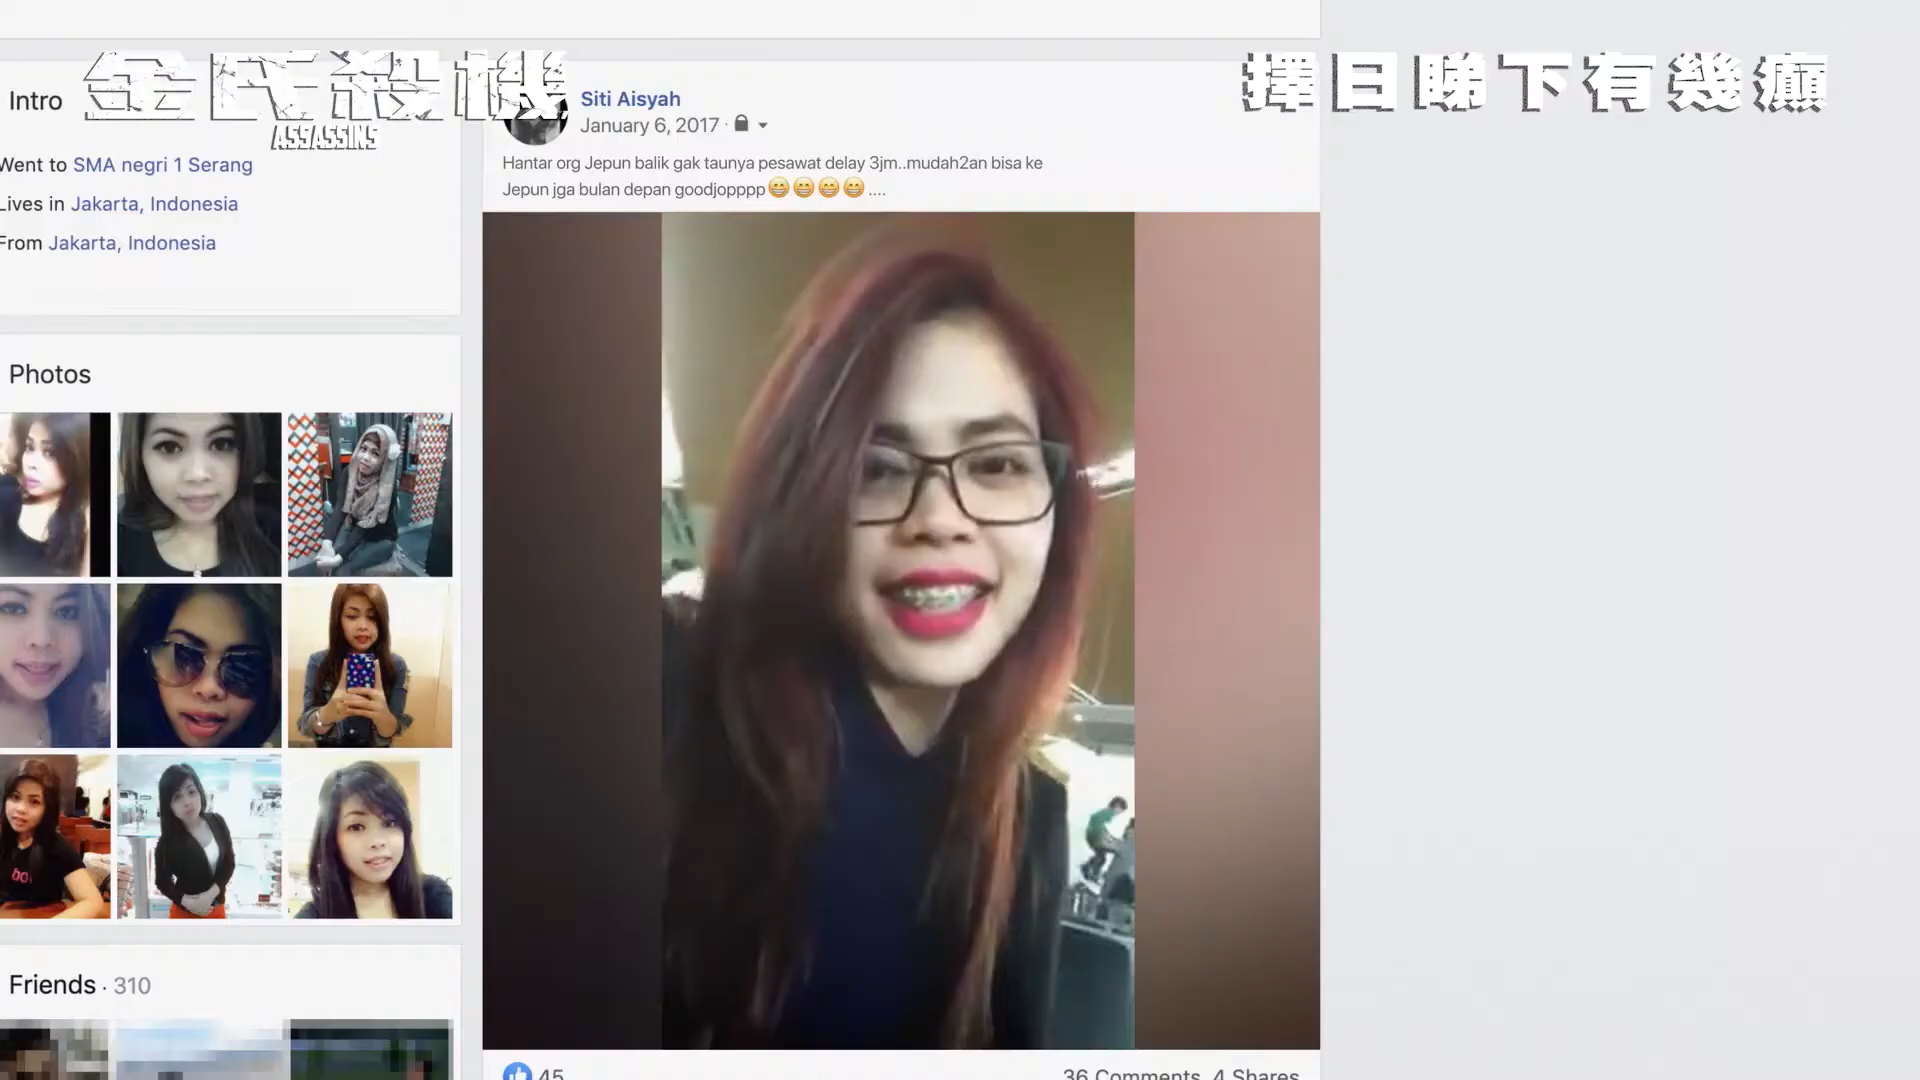 金氏殺機
ASSASSINS
擇日睇下有幾癲
Intro
Went to SMA negri 1 Serang
Lives in Jakarta, Indonesia
From Jakarta, Indonesia
Photos
Friends · 310
Siti Aisyah
January 6, 2017 ·
Hantar org Jepun balik gak taunya pesawat delay 3jm..mudah2an bisa ke
Jepun jga bulan depan goodjopppp😁😁😁😁 ....
45
36 Comments 4 Shares